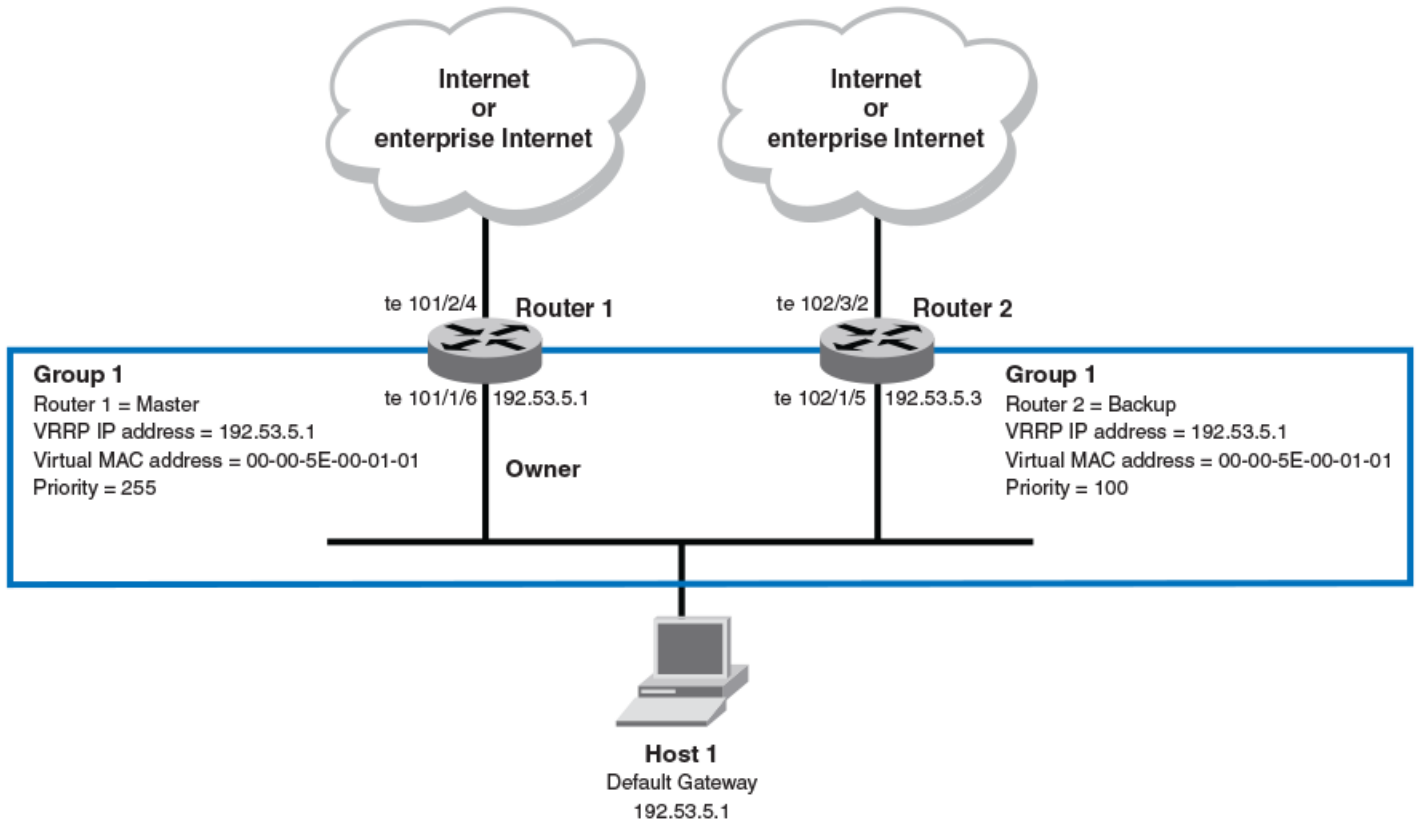 Internet
or
enterprise Internet
Internet
or
enterprise Internet
te 101/2/4
Router 1
te 102/3/2
Router 2
Group 1
Router 1 = Master
VRRP IP address = 192.53.5.1
Virtual MAC address = 00-00-5E-00-01-01
Priority = 255
te 101/1/6
192.53.5.1
Owner
te 102/1/5
192.53.5.3
Group 1
Router 2 = Backup
VRRP IP address = 192.53.5.1
Virtual MAC address = 00-00-5E-00-01-01
Priority = 100
Host 1
Default Gateway
192.53.5.1